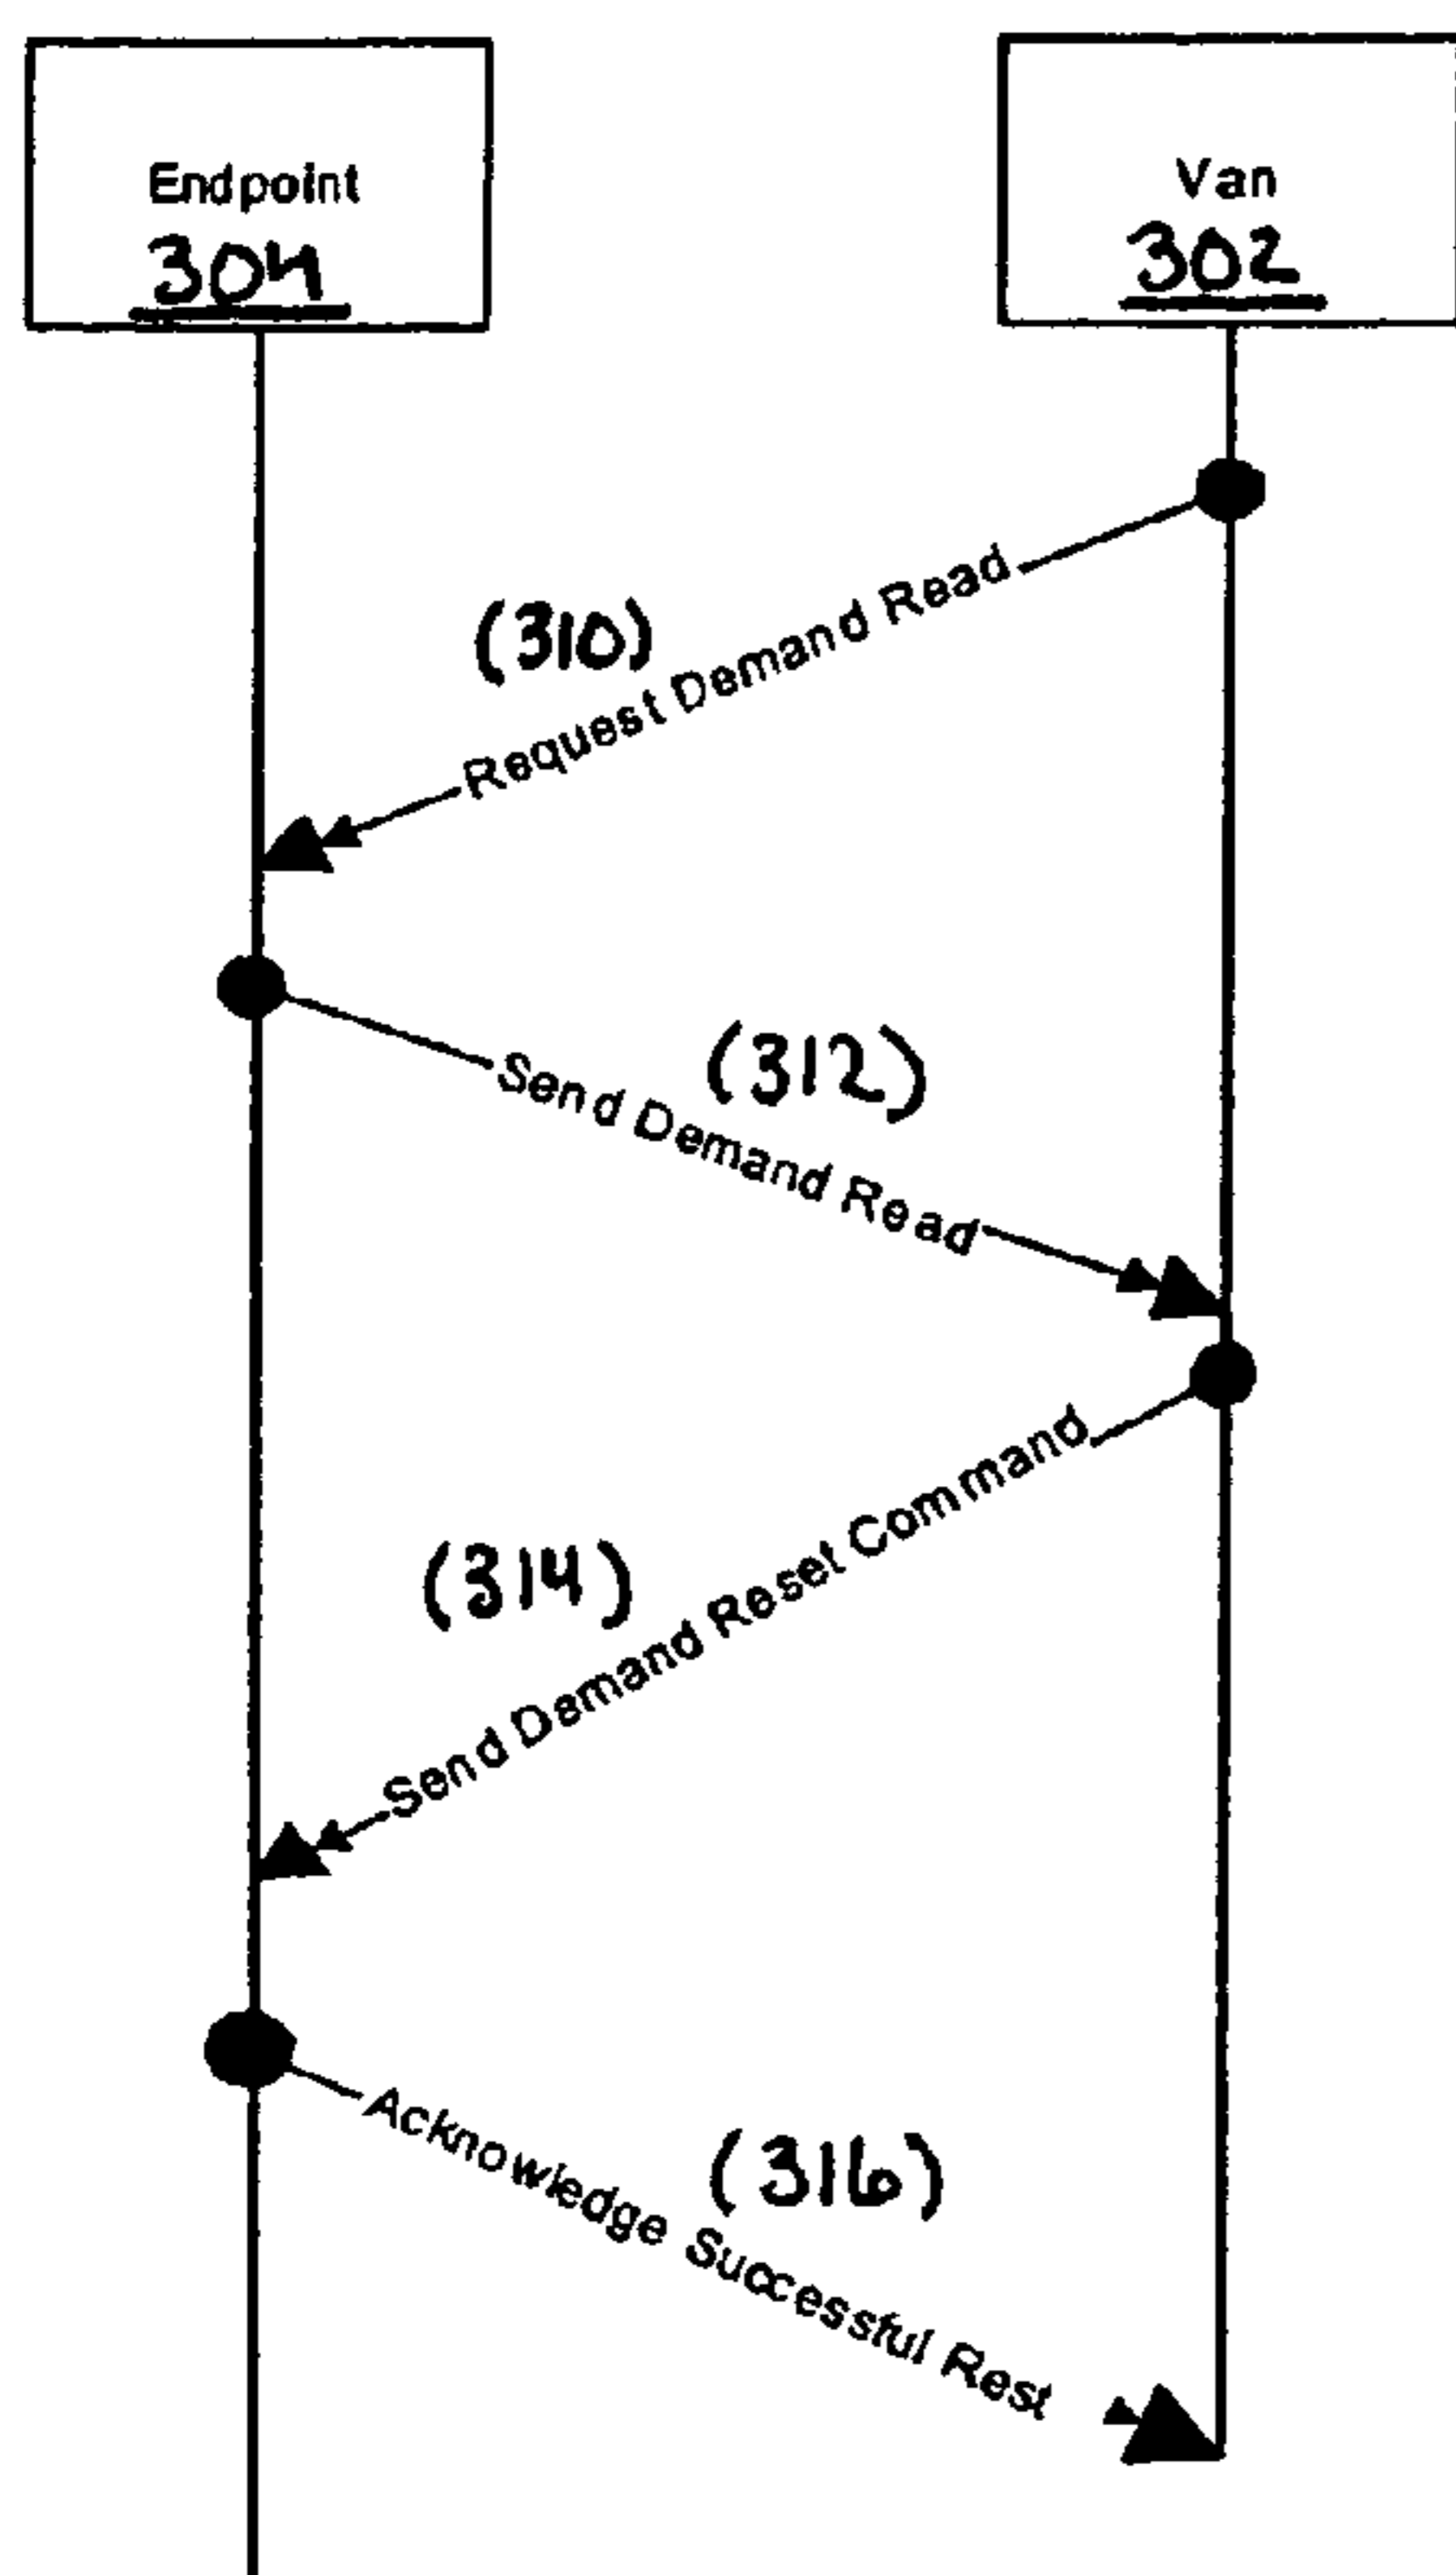 Endpoint
304
Van
302
(310)
Request Demand Read
(312)
Send Demand Read
(314)
Send Demand Reset Command
(316)
Acknowledge Successful Rest